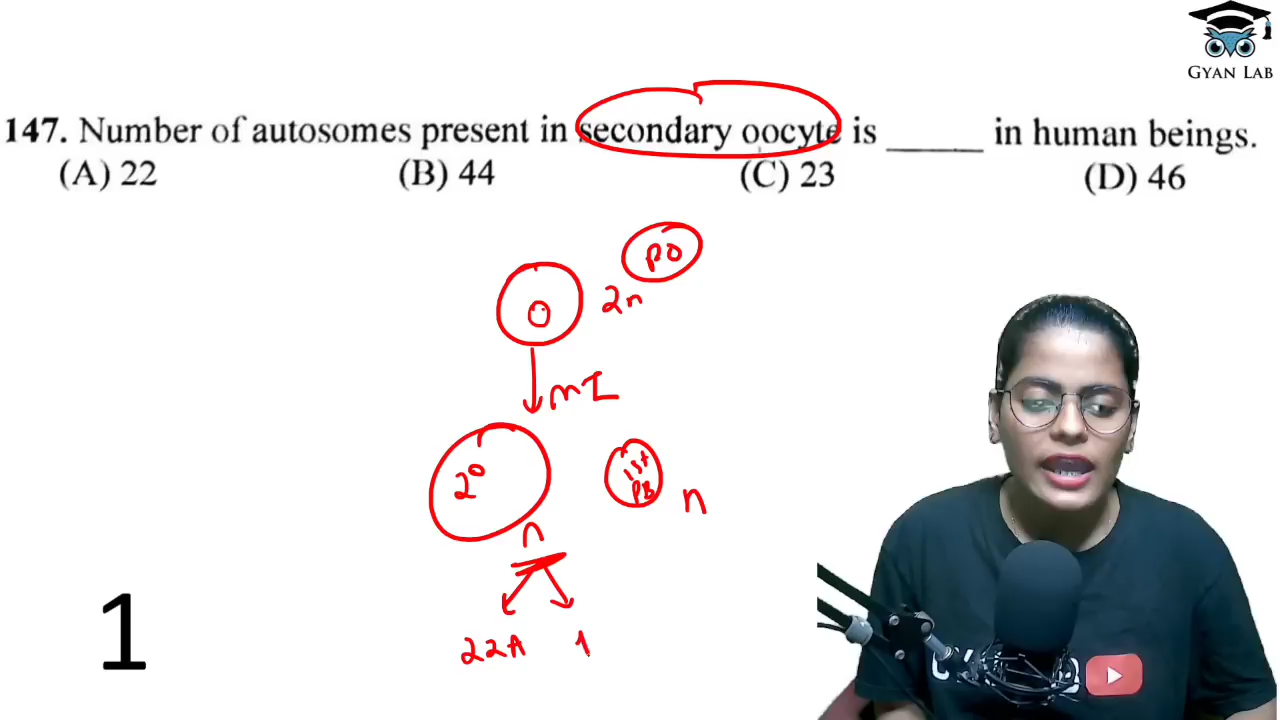 GYAN LAB
147. Number of autosomes present in secondary oocyte is _____ in human beings.
(A) 22 (B) 44 (C) 23 (D) 46
PO
2n
MI
2°
1st
PB
n
n
22A 1
1